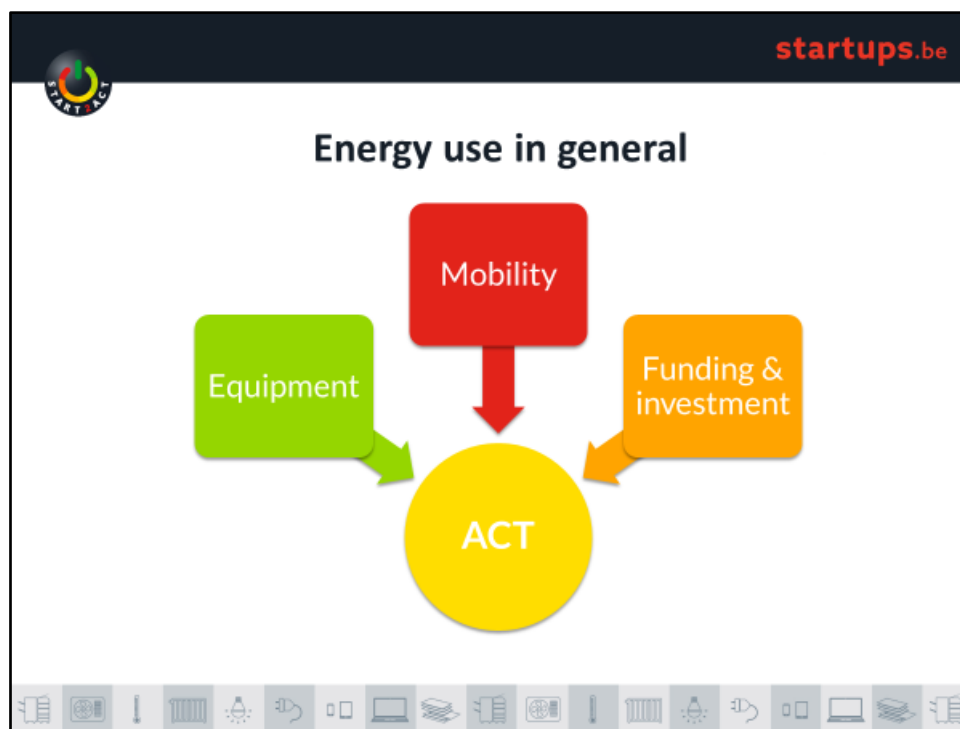 startups.be
START2ACT
Energy use in general
Mobility
Equipment
Funding &
investment
ACT